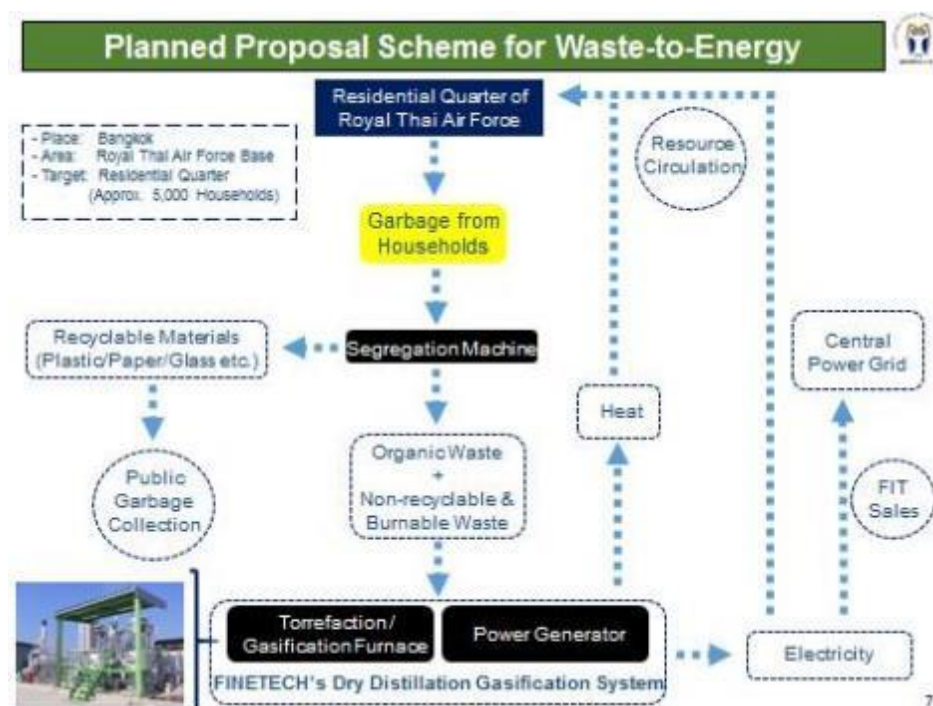 Planned Proposal Scheme for Waste-to-Energy
Residential Quarter of
Royal Thai Air Force
- Place: Bangkok
- Area: Royal Thai Air Force Base
- Target: Residential Quarter
(Approx. 5,000 Households)
Resource
Circulation
Garbage from
Households
Recyclable Materials
(Plastic/Paper/Glass etc.)
Segregation Machine
Central
Power Grid
Heat
Public
Garbage
Collection
Organic Waste
+
Non-recyclable &
Burnable Waste
FIT
Sales
Torrefaction /
Gasification Furnace
Power Generator
Electricity
FINETECH's Dry Distillation Gasification System
7